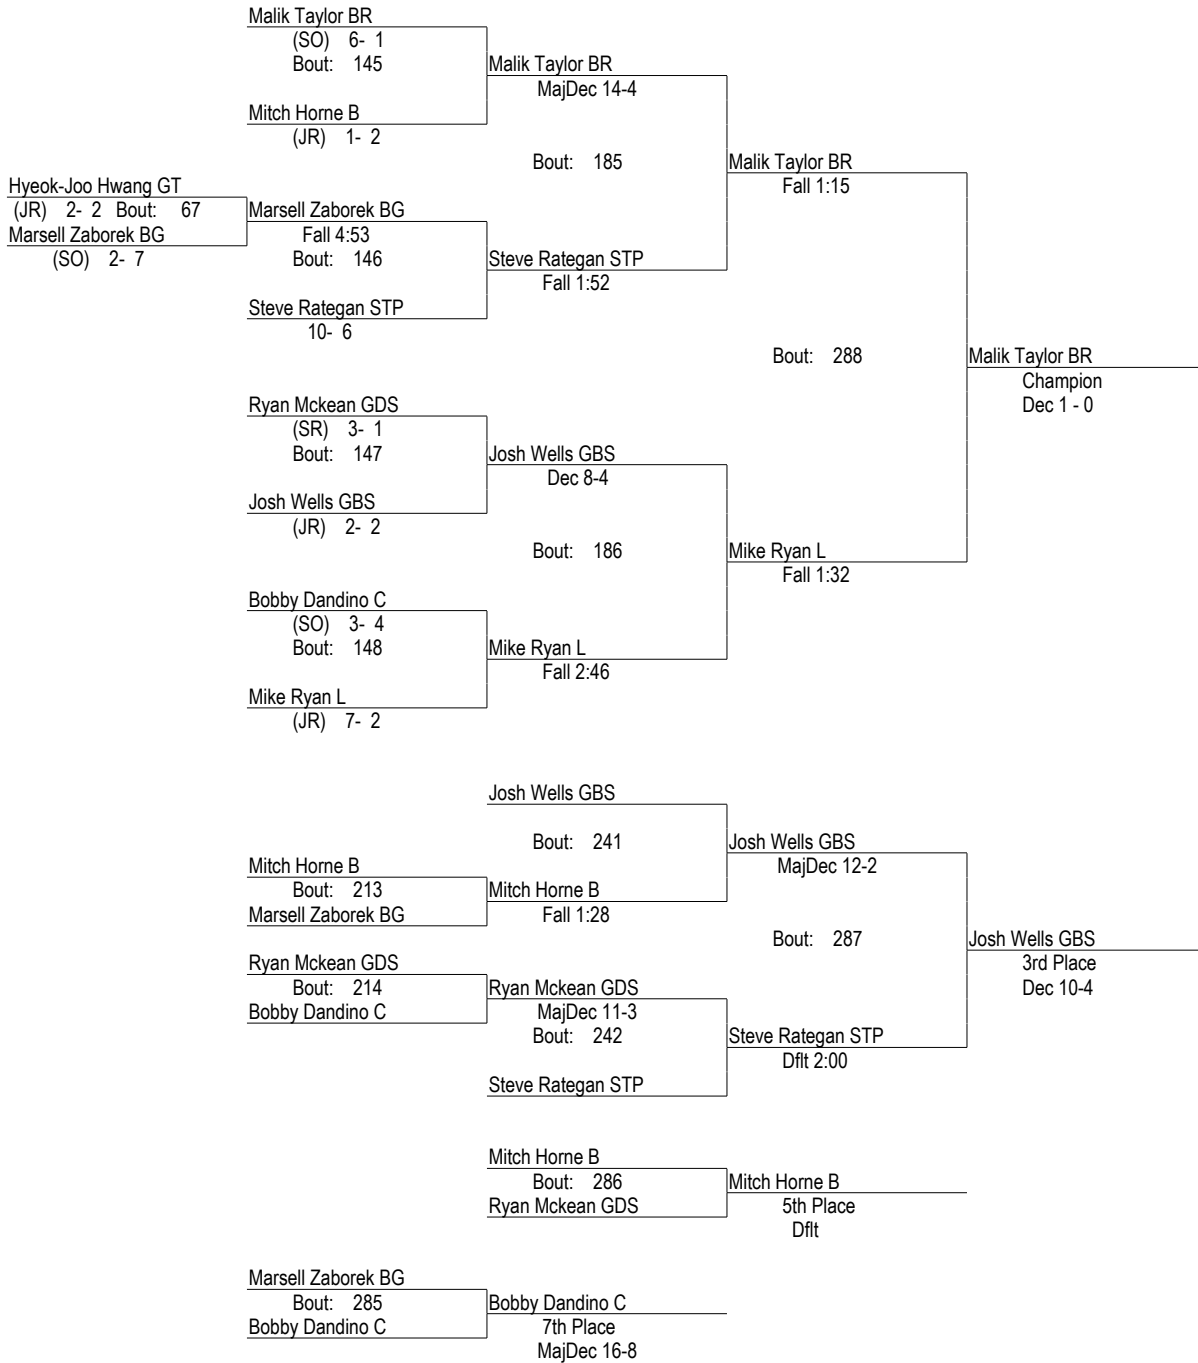 Malik Taylor BR
(SO) 6- 1
Bout: 145
Malik Taylor BR
MajDec 14-4
Mitch Horne B
(JR) 1- 2
Bout: 185
Malik Taylor BR
Fall 1:15
Hyeok-Joo Hwang GT
(JR) 2- 2 Bout: 67
Marsell Zaborek BG
Marsell Zaborek BG
Fall 4:53
(SO) 2- 7
Bout: 146
Steve Rategan STP
Fall 1:52
Steve Rategan STP
10- 6
Bout: 288
Malik Taylor BR
Champion
Dec 1 - 0
Ryan Mckean GDS
(SR) 3- 1
Bout: 147
Josh Wells GBS
Dec 8-4
Josh Wells GBS
(JR) 2- 2
Bout: 186
Mike Ryan L
Fall 1:32
Bobby Dandino C
(SO) 3- 4
Bout: 148
Mike Ryan L
Fall 2:46
Mike Ryan L
(JR) 7- 2
Josh Wells GBS
Bout: 241
Josh Wells GBS
MajDec 12-2
Mitch Horne B
Bout: 213
Mitch Horne B
Marsell Zaborek BG
Fall 1:28
Bout: 287
Josh Wells GBS
3rd Place
Dec 10-4
Ryan Mckean GDS
Bout: 214
Ryan Mckean GDS
Bobby Dandino C
MajDec 11-3
Bout: 242
Steve Rategan STP
Dflt 2:00
Steve Rategan STP
Mitch Horne B
Bout: 286
Mitch Horne B
Ryan Mckean GDS
5th Place
Dflt
Marsell Zaborek BG
Bout: 285
Bobby Dandino C
Bobby Dandino C
7th Place
MajDec 16-8